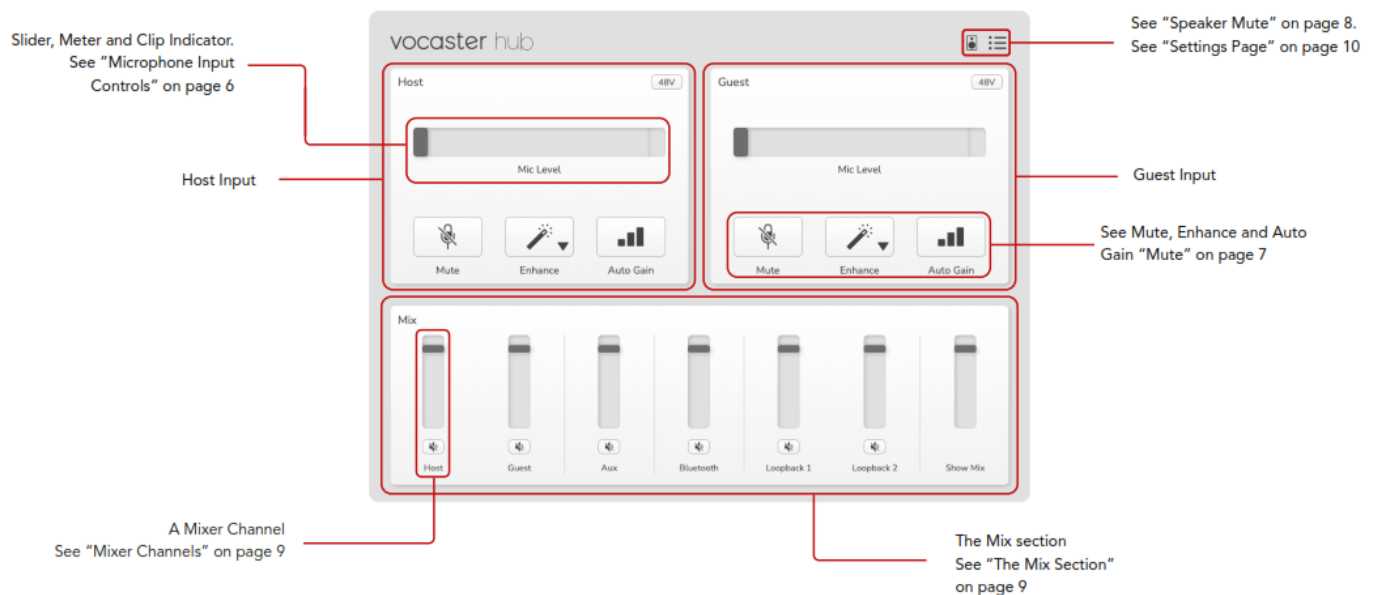 See “Speaker Mute” on page 8.
See “Settings Page” on page 10
Slider, Meter and Clip Indicator.
See “Microphone Input
Controls” on page 6
vocaster hub
Host
48V
Guest
48V
Mic Level
Mic Level
Host Input
Guest Input
Mute
Enhance
Auto Gain
Mute
Enhance
Auto Gain
See Mute, Enhance and Auto
Gain “Mute” on page 7
Mix
Host
Guest
Aux
Bluetooth
Loopback 1
Loopback 2
Show Mix
A Mixer Channel
See “Mixer Channels” on page 9
The Mix section
See “The Mix Section”
on page 9